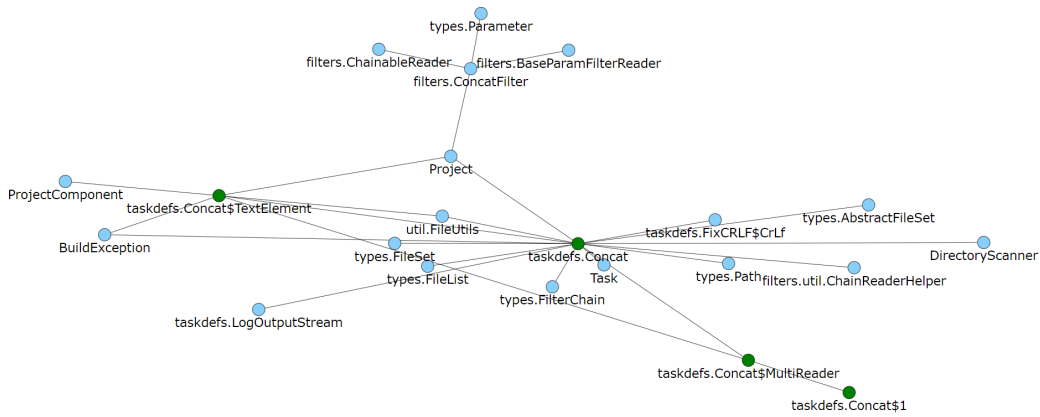 types.Parameter
filters.ChainableReader
filters.BaseParamFilterReader
filters.ConcatFilter
Project
ProjectComponent
taskdefs.Concat$TextElement
types.AbstractFileSet
util.FileUtils
taskdefs.FixCRLF$CrLf
BuildException
types.FileSet
taskdefs.Concat
DirectoryScanner
types.FileList
Task
types.Path
filters.util.ChainReaderHelper
types.FilterChain
taskdefs.LogOutputStream
taskdefs.Concat$MultiReader
taskdefs.Concat$1